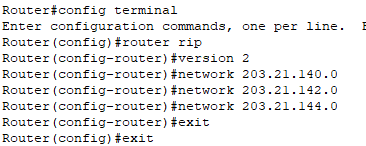 Router#config terminal
Enter configuration commands, one per line.
Router(config)#router rip
Router(config-router)#version 2
Router(config-router)#network 203.21.140.0
Router(config-router)#network 203.21.142.0
Router(config-router)#network 203.21.144.0
Router(config-router)#exit
Router(config)#exit